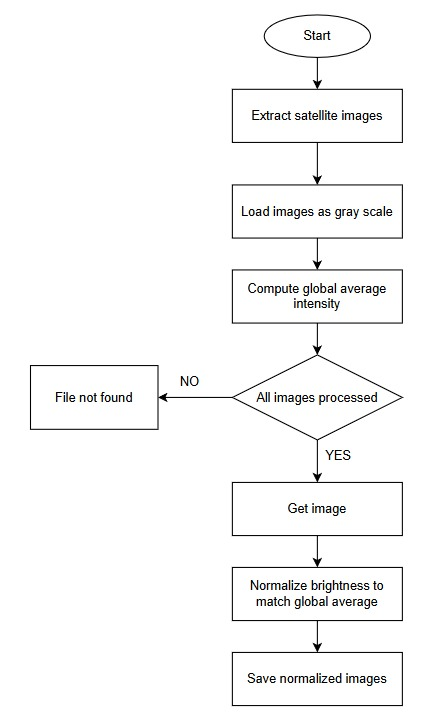 Start
Extract satellite images
Load images as gray scale
Compute global average
intensity
All images processed
NO
File not found
YES
Get image
Normalize brightness to
match global average
Save normalized images